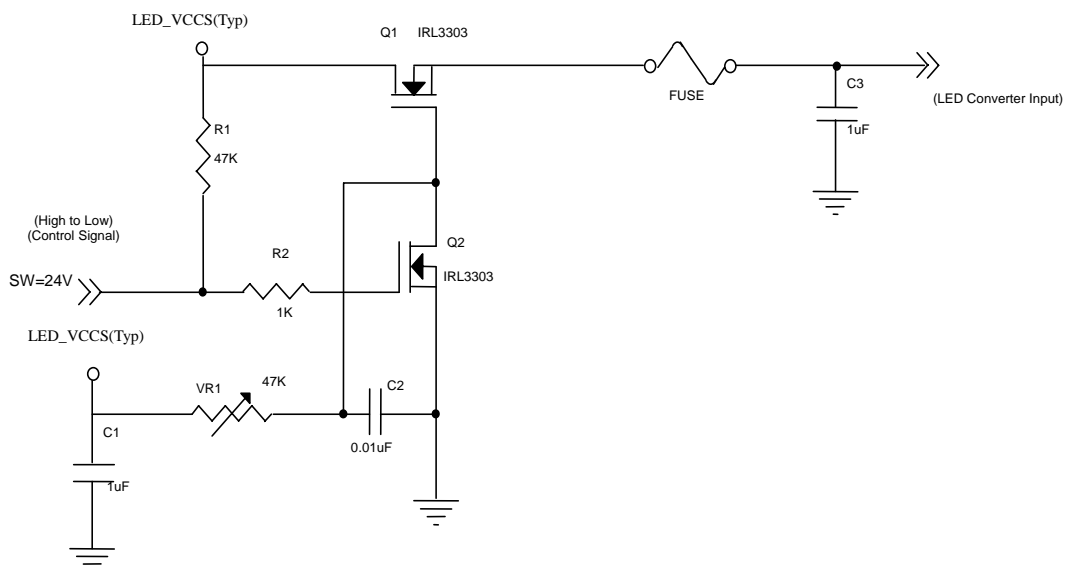 LED_VCCS(Typ)
Q1 IRL3303
FUSE
C3
1uF
(LED Converter Input)
R1
47K
(High to Low)
(Control Signal)
SW=24V
R2
1K
Q2
IRL3303
LED_VCCS(Typ)
VR1
47K
C2
0.01uF
C1
1uF